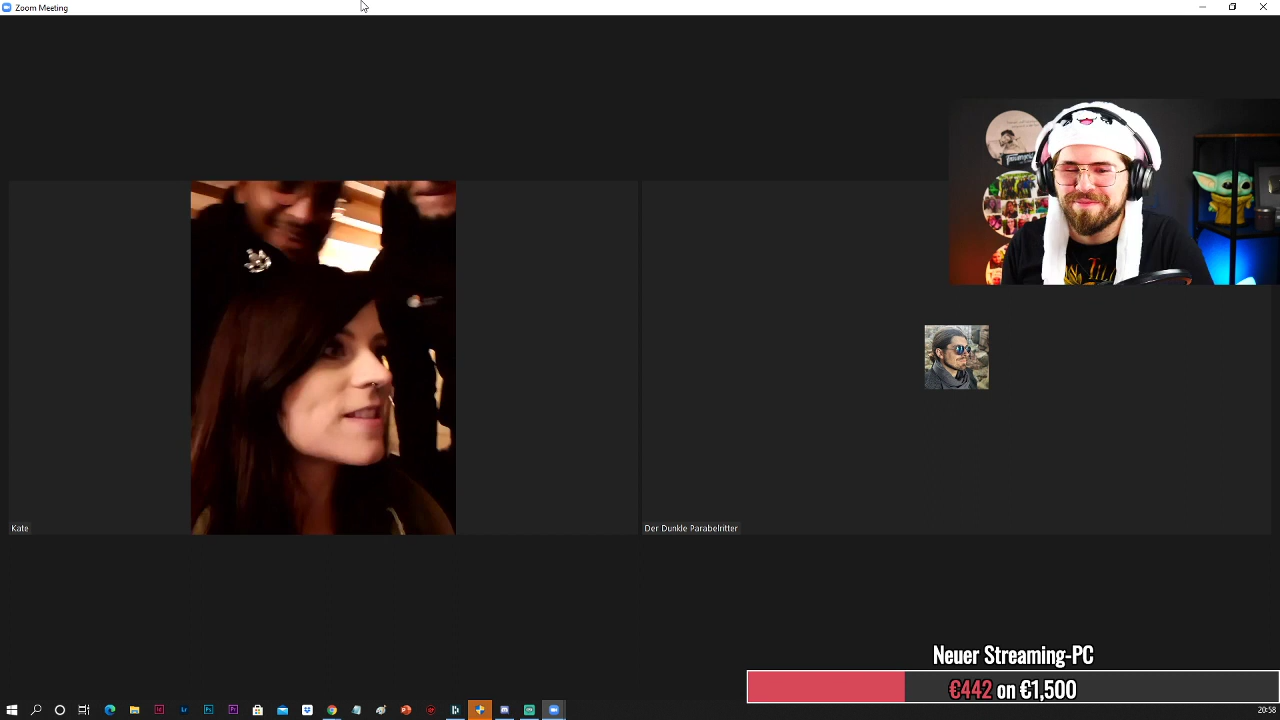 Zoom Meeting
Kate
Der Dunkle Parabelritter
Neuer Streaming-PC
€442 on €1,500
20:58